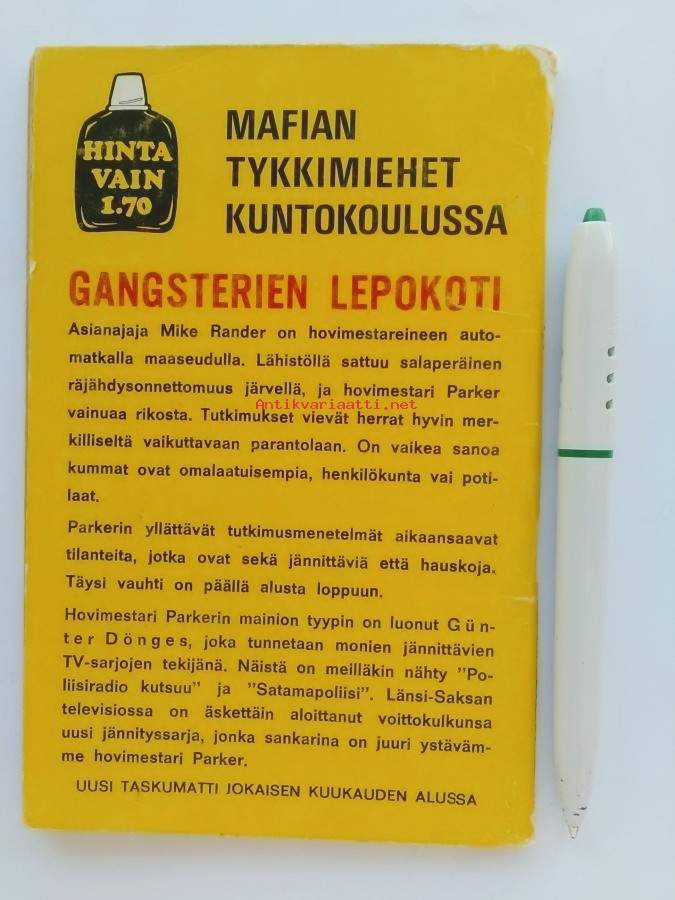 HINTA
VAIN
1.70
MAFIAN
TYKKIMIEHET
KUNTOKOULUSSA
GANGSTERIEN LEPOKOTI
Asianajaja Mike Rander on hovimestareineen auto-
matkalla maaseudulla. Lähistöllä sattuu salaperäinen
räjähdysonnettomuus järvellä, ja hovimestari Parker
Antikvariaatti.net
vainuaa rikosta. Tutkimukset vievät herrat hyvin mer-
killiseltä vaikuttavaan parantolaan. On vaikea sanoa
kummat ovat omalaatuisempia, henkilökunta vai poti-
laat.
Parkerin yllättävät tutkimusmenetelmät aikaansaavat
tilanteita, jotka ovat sekä jännittäviä että hauskoja.
Täysi vauhti on päällä alusta loppuun.
Hovimestari Parkerin mainion tyypin on luonut Gün-
ter Dönges, joka tunnetaan monien jännittävien
TV-sarjojen tekijänä. Näistä on meilläkin nähty "Po-
liisiradio kutsuu" ja "Satamapoliisi". Länsi-Saksan
televisiossa on äskettäin aloittanut voittokulkunsa
uusi jännityssarja, jonka sankarina on juuri ystäväm-
me hovimestari Parker.
UUSI TASKUMATTI JOKAISEN KUUKAUDEN ALUSSA